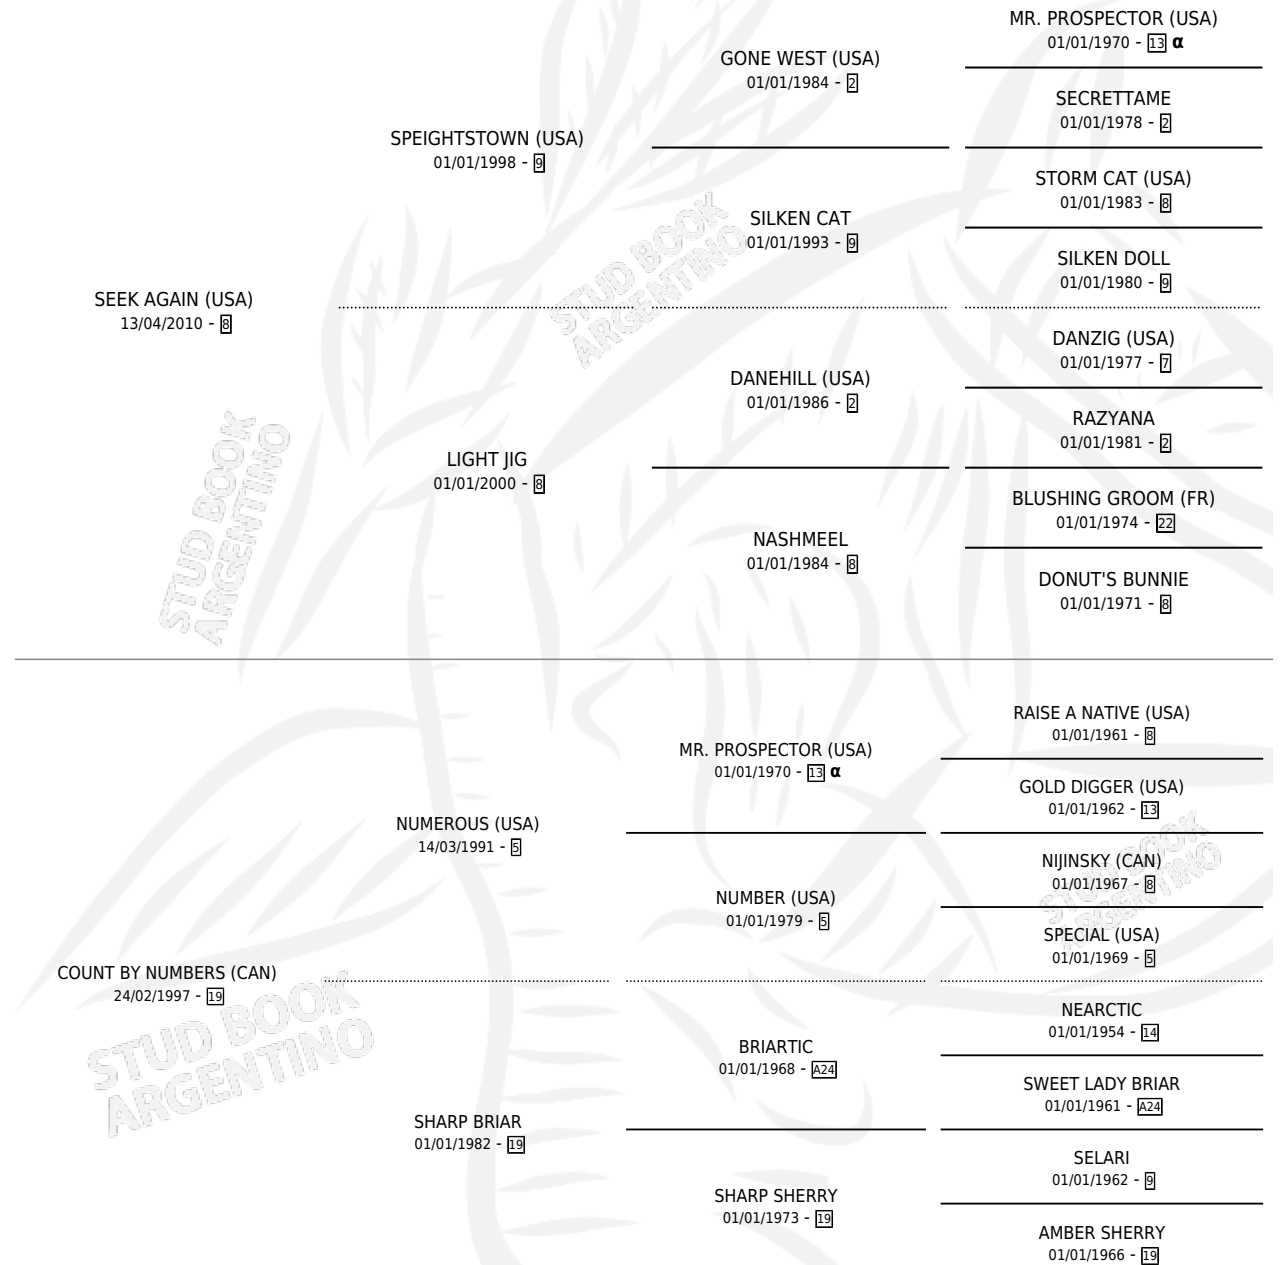 MR. PROSPECTOR (USA)
01/01/1970 - 13 α
GONE WEST (USA)
01/01/1984 - 2
SECRETTAME
01/01/1978 - 2
SPEIGHTSTOWN (USA)
01/01/1998 - 9
STORM CAT (USA)
01/01/1983 - 8
SILKEN CAT
01/01/1993 - 9
SILKEN DOLL
01/01/1980 - 9
SEEK AGAIN (USA)
13/04/2010 - 8
DANZIG (USA)
01/01/1977 - 7
DANEHILL (USA)
01/01/1986 - 2
RAZYANA
01/01/1981 - 2
LIGHT JIG
01/01/2000 - 8
BLUSHING GROOM (FR)
01/01/1974 - 22
NASHMEEL
01/01/1984 - 8
DONUT'S BUNNIE
01/01/1971 - 8
RAISE A NATIVE (USA)
01/01/1961 - 8
MR. PROSPECTOR (USA)
01/01/1970 - 13 α
GOLD DIGGER (USA)
01/01/1962 - 13
NUMEROUS (USA)
14/03/1991 - 5
NIJINSKY (CAN)
01/01/1967 - 8
NUMBER (USA)
01/01/1979 - 5
SPECIAL (USA)
01/01/1969 - 5
COUNT BY NUMBERS (CAN)
24/02/1997 - 19
NEARCTIC
01/01/1954 - 14
BRIARTIC
01/01/1968 - A24
SWEET LADY BRIAR
01/01/1961 - A24
SHARP BRIAR
01/01/1982 - 19
SELARI
01/01/1962 - 9
SHARP SHERRY
01/01/1973 - 19
AMBER SHERRY
01/01/1966 - 19
STUD BOOK
ARGENTINO
STUD BOOK
ARGENTINO
STUD BOOK
ARGENTINO
STUD BOOK
ARGENTINO